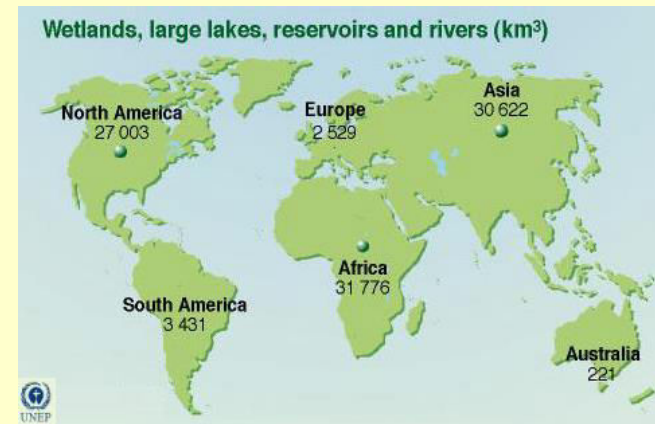 Wetlands, large lakes, reservoirs and rivers (km³)
North America
27 003
Europe
2 529
Asia
30 622
Africa
31 776
South America
3 431
Australia
221
UNEP